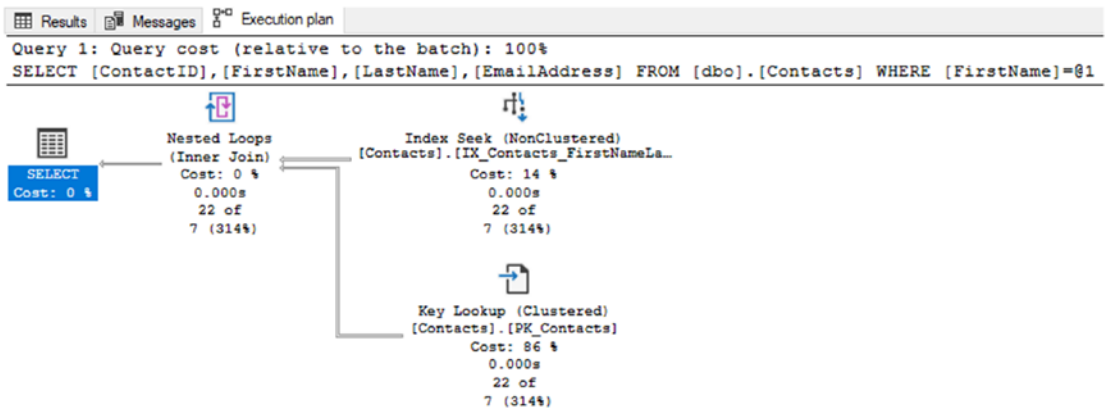 Results Messages Execution plan
Query 1: Query cost (relative to the batch): 100%
SELECT [ContactID],[FirstName],[LastName],[EmailAddress] FROM [dbo].[Contacts] WHERE [FirstName]=@1
SELECT
Cost: 0 %
Nested Loops
(Inner Join)
Cost: 0 %
0.000s
22 of
7 (314%)
Index Seek (NonClustered)
[Contacts].[IX_Contacts_FirstNameLa…
Cost: 14 %
0.000s
22 of
7 (314%)
Key Lookup (Clustered)
[Contacts].[PK_Contacts]
Cost: 86 %
0.000s
22 of
7 (314%)